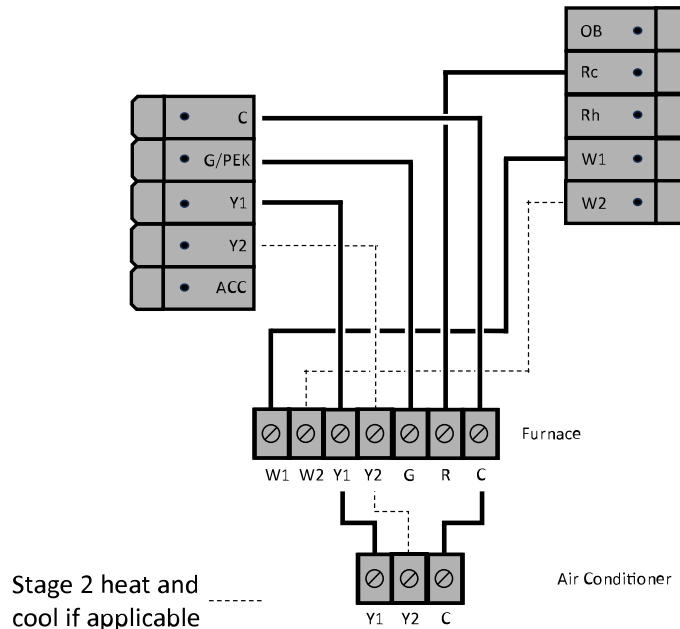 OB
Rc
Rh
W1
W2
C
G/PEK
Y1
Y2
ACC
Furnace
W1 W2 Y1 Y2 G R C
Air Conditioner
Y1 Y2 C
Stage 2 heat and
cool if applicable